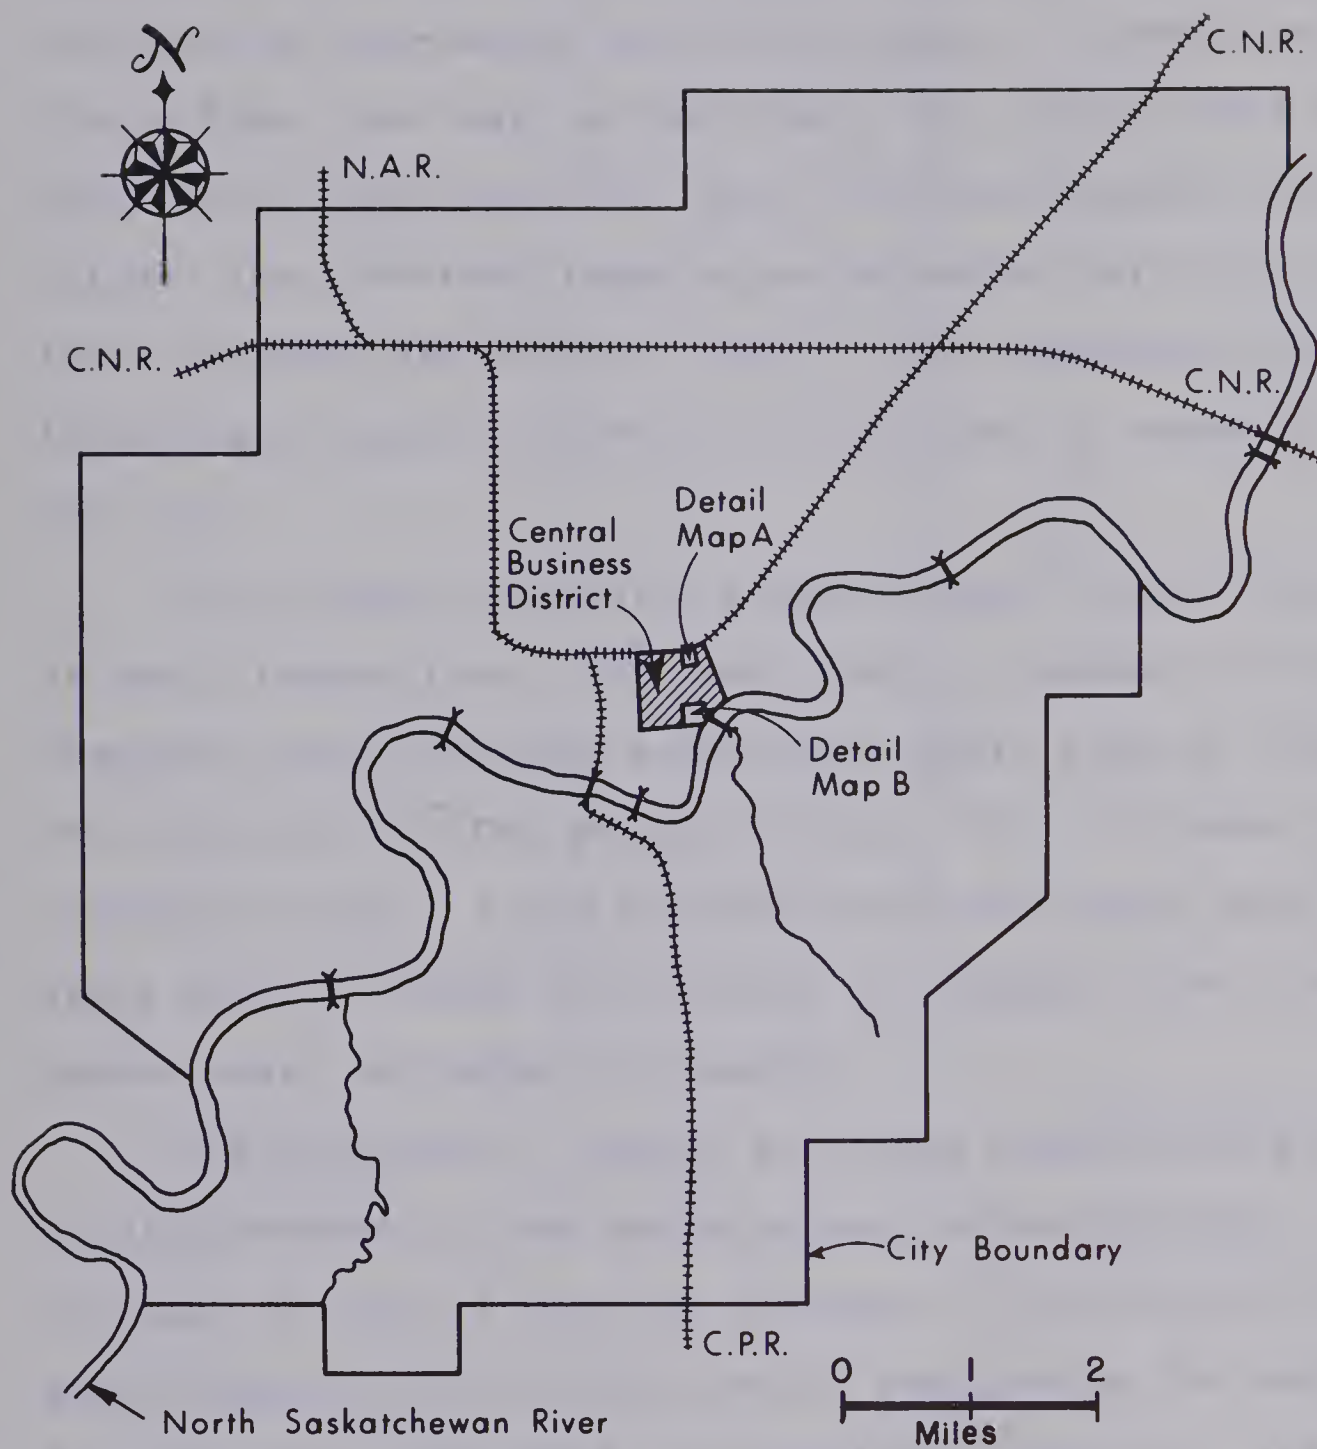 N
C.N.R.
N.A.R.
C.N.R.
C.N.R.
Detail
Map A
Central
Business
District
Detail
Map B
City Boundary
C.P.R.
0 1 2
Miles
North Saskatchewan River